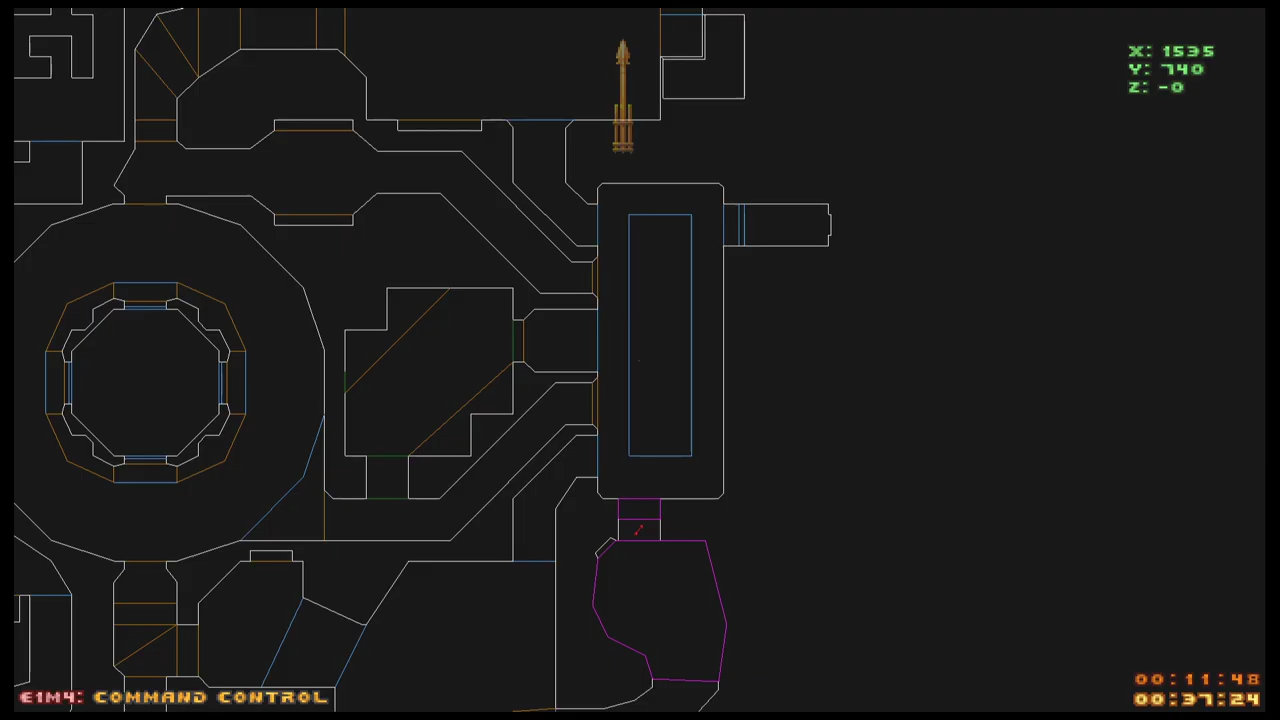 X: 1535
Y: 740
Z: -0
00:11:48
E1M4: COMMAND CONTROL
00:37:24